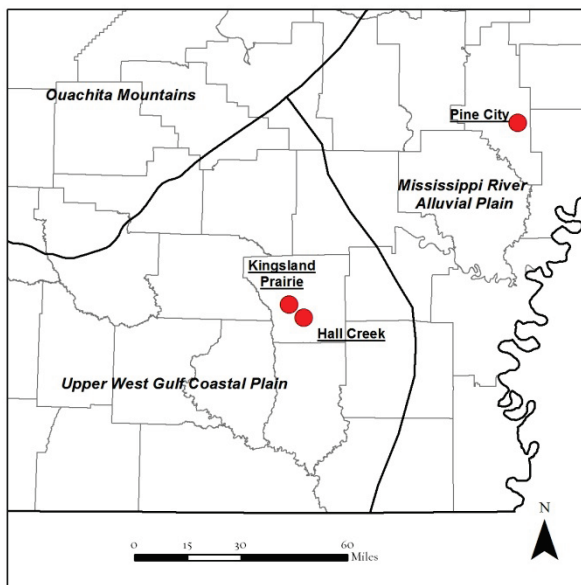 Ouachita Mountains
Pine City
Mississippi River
Alluvial Plain
Kingsland
Prairie
Hall Creek
Upper West Gulf Coastal Plain
N
0 15 30 60
Miles